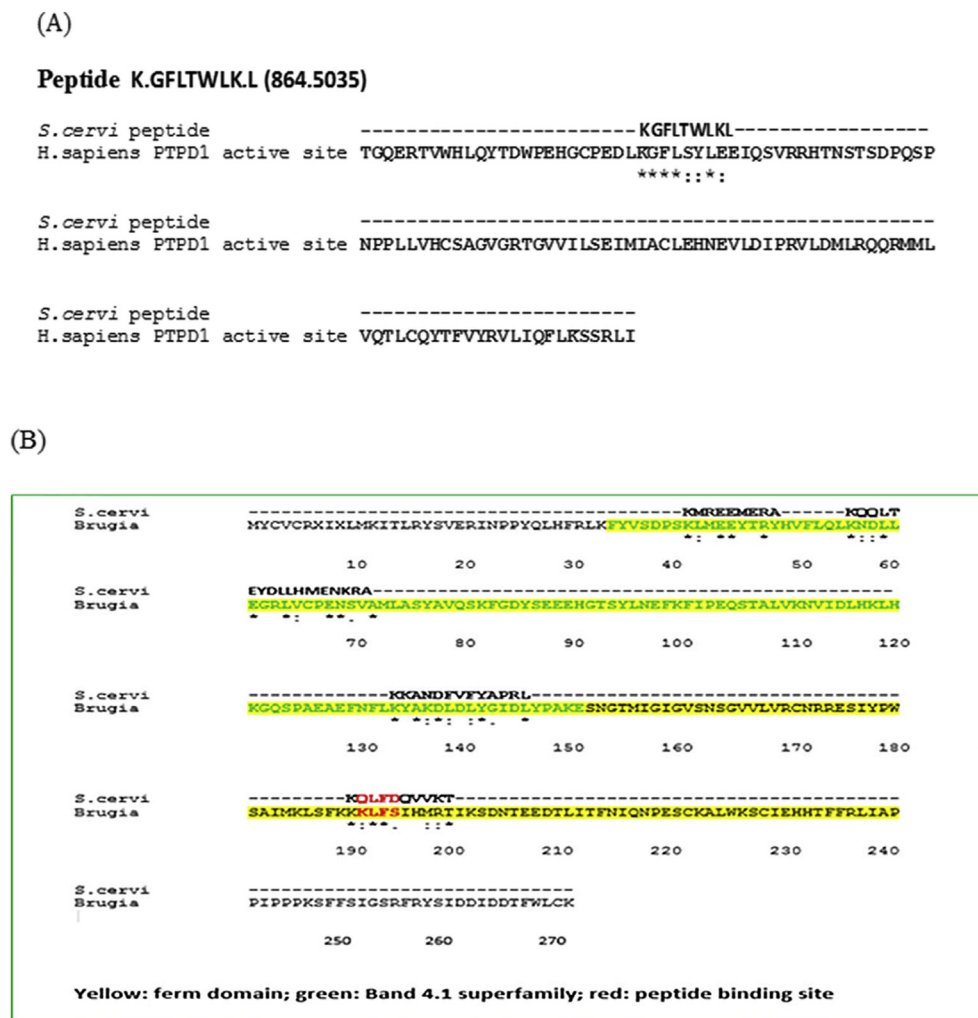 (A)
Peptide K.GFLTWLK.L (864.5035)
S.cervi peptide ------------------------KGFLTWLKL-----------------
H.sapiens PTPD1 active site TGQERTVWHLQYTDWPEHGCPEDLKGFLSYLEEIQSVRRHTNSTSDPQSP
****::*:
S.cervi peptide --------------------------------------------------
H.sapiens PTPD1 active site NPPLLVHCSAGVGRTGVVILSEIMIACLEHNEVLDIPRVLDMLRQQRMML
S.cervi peptide ------------------------
H.sapiens PTPD1 active site VQTLCQYTFVYRVLIQFLKSSRLI
(B)
S.cervi ----------------------------------------KMREEMERA------KQQLT
Brugia MYCVCRXIXLMKITLRYSVERINPPYQLHFRLKFYVSDPSKLMEEYTRYHVFLQLKNDLL
*: ** * *::*
10 20 30 40 50 60
S.cervi EYDLLHMENKRA------------------------------------------------
Brugia EGRLVCPENSVAMLASYAVQSKFGDYSEEEHGTSYLNEFKFIPEQSTALVKNVIDLHKLH
* *: **. *
70 80 90 100 110 120
S.cervi -------------KKANDFVFYAPRL----------------------------------
Brugia KGQSPAEAEFNFLKYAKDLDLYGIDLYPAKESNGTMIGIGVSNSGVVLVRCNRRESIYPW
* *:*: :*. *
130 140 150 160 170 180
S.cervi ---------KQLFDQVVKT-----------------------------------------
Brugia SAIMKLSFKKKLFSIHMRTIKSDNTEEDTLITFNIQNPESCKALWKSCIEHHTFFRLIAP
*:**. ::*
190 200 210 220 230 240
S.cervi ------------------------------
Brugia PIPPPKSFFSIGSRFRYSIDDIDDTFWLCK
250 260 270
Yellow: ferm domain; green: Band 4.1 superfamily; red: peptide binding site